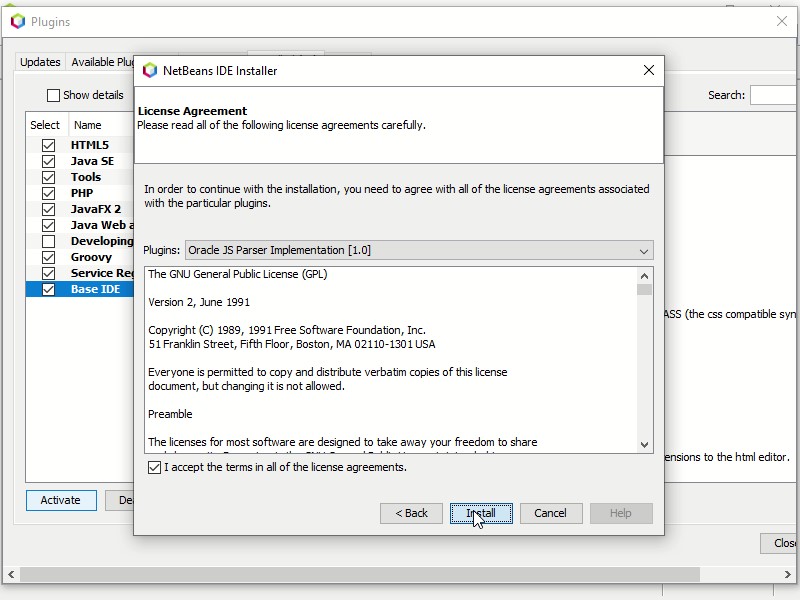 Plugins
Updates
Available Plug
Show details
Search:
Select
Name
HTML5
Java SE
Tools
PHP
JavaFX 2
Java Web a
Developing
Groovy
Service Reg
Base IDE
Activate
De
NetBeans IDE Installer
License Agreement
Please read all of the following license agreements carefully.
In order to continue with the installation, you need to agree with all of the license agreements associated
with the particular plugins.
Plugins: Oracle JS Parser Implementation [1.0]
The GNU General Public License (GPL)
Version 2, June 1991
Copyright (C) 1989, 1991 Free Software Foundation, Inc.
51 Franklin Street, Fifth Floor, Boston, MA 02110-1301 USA
Everyone is permitted to copy and distribute verbatim copies of this license
document, but changing it is not allowed.
Preamble
The licenses for most software are designed to take away your freedom to share
I accept the terms in all of the license agreements.
< Back
Install
Cancel
Help
ASS (the css compatible syn
ensions to the html editor.
Close